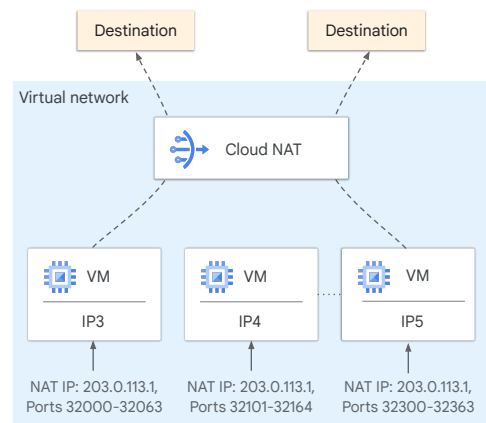 Destination
Destination
Virtual network
Cloud NAT
VM
VM
VM
IP3
IP4
IP5
NAT IP: 203.0.113.1,
Ports 32000-32063
NAT IP: 203.0.113.1,
Ports 32101-32164
NAT IP: 203.0.113.1,
Ports 32300-32363